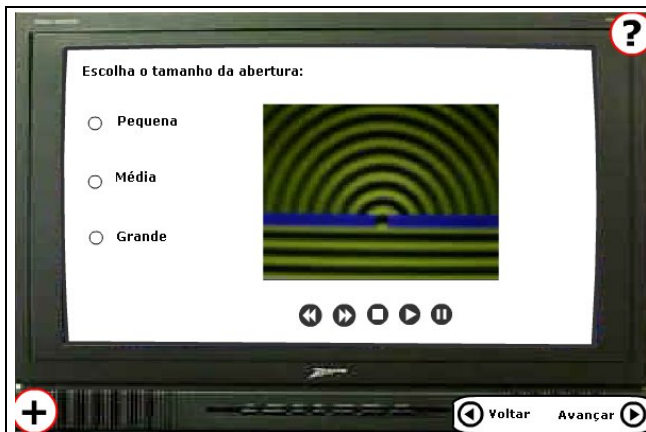 ?
Escolha o tamanho da abertura:
Pequena
Média
Grande
+
Voltar
Avançar